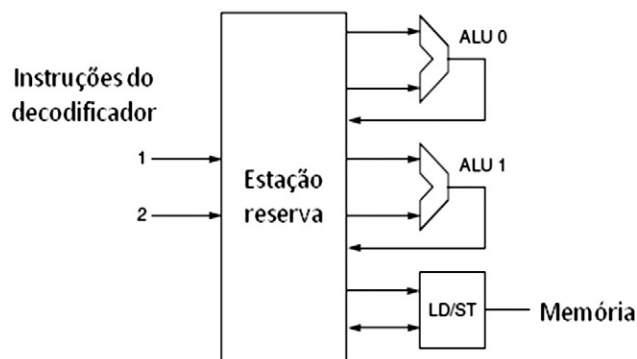 ALU 0
Instruções do
decodificador
1
ALU 1
Estação
reserva
2
LD/ST
Memória